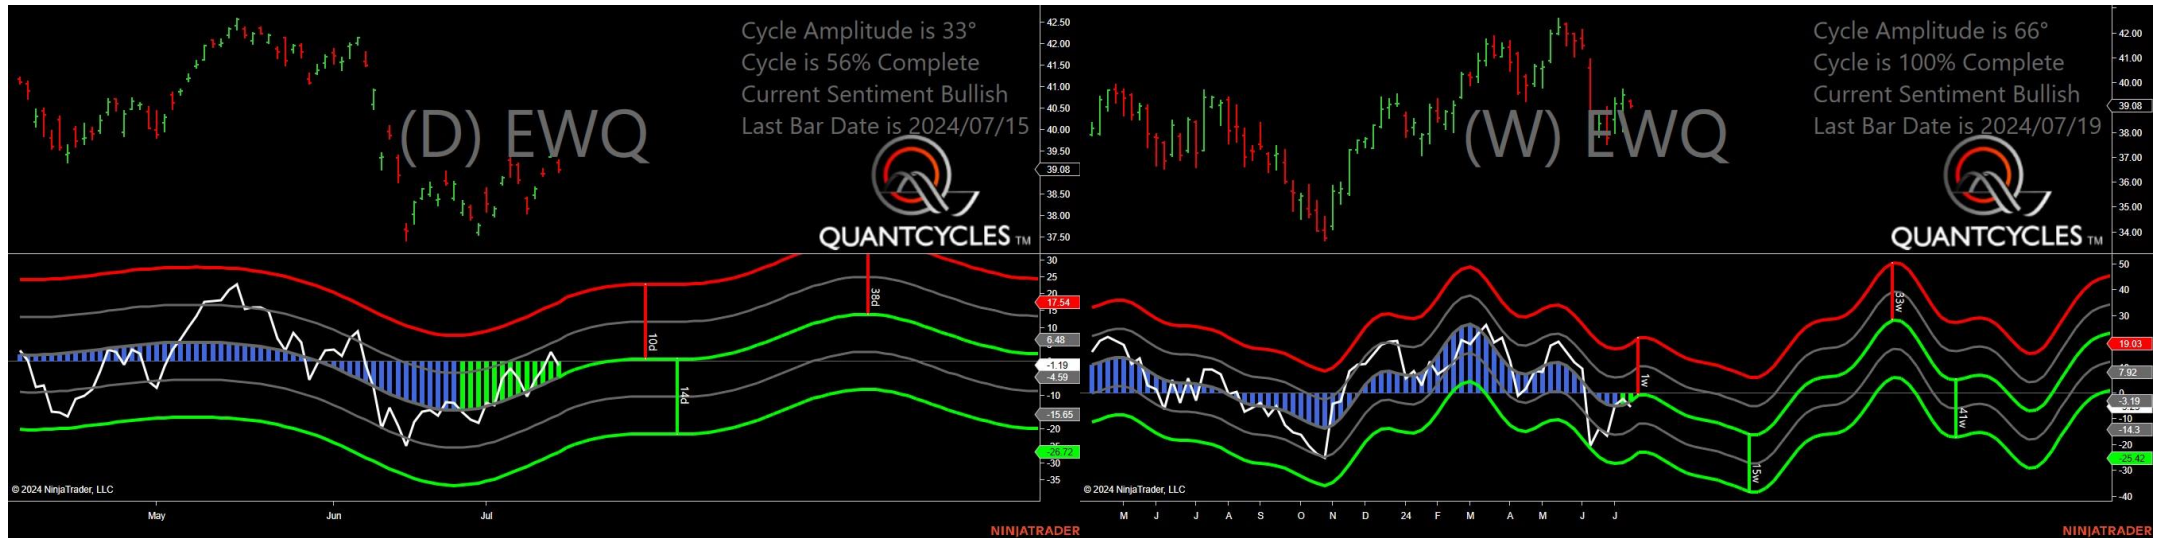 Cycle Amplitude is 33°
Cycle is 56% Complete
Current Sentiment Bullish
Last Bar Date is 2024/07/15
(D) EWQ
QUANTCYCLES TM
42.50
42.00
41.50
41.00
40.50
40.00
39.50
39.08
38.50
38.00
37.50
30
25
20
17.54
15
10
6.48
-1.19
-4.59
-10
-15.65
-20
-26.72
-30
-35
10d
14d
38d
© 2024 NinjaTrader, LLC
May Jun Jul
NINJATRADER
Cycle Amplitude is 66°
Cycle is 100% Complete
Current Sentiment Bullish
Last Bar Date is 2024/07/19
(W) EWQ
QUANTCYCLES TM
42.00
41.00
40.00
39.08
38.00
37.00
36.00
35.00
34.00
50
40
30
19.03
7.92
0
-3.19
-10
-14.3
-20
-25.42
-30
-40
1w
15w
33w
41w
© 2024 NinjaTrader, LLC
M J J A S O N D 24 F M A M J J
NINJATRADER